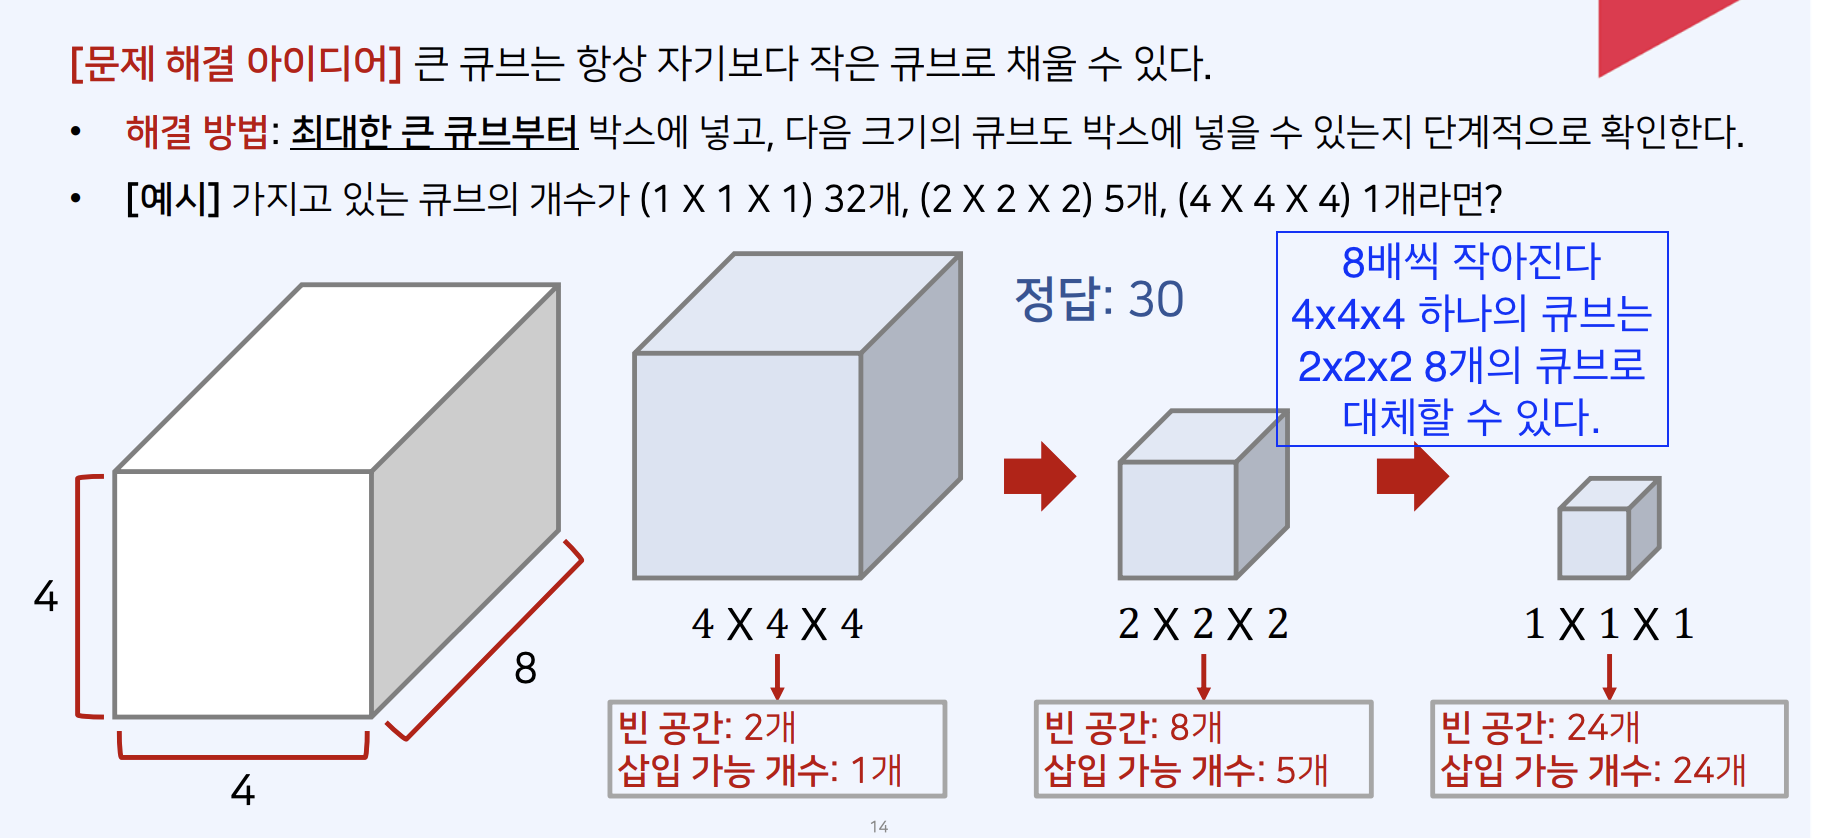 [문제 해결 아이디어] 큰 큐브는 항상 자기보다 작은 큐브로 채울 수 있다.
• 해결 방법: 최대한 큰 큐브부터 박스에 넣고, 다음 크기의 큐브도 박스에 넣을 수 있는지 단계적으로 확인한다.
• [예시] 가지고 있는 큐브의 개수가 (1 X 1 X 1) 32개, (2 X 2 X 2) 5개, (4 X 4 X 4) 1개라면?
정답: 30
8배씩 작아진다
4x4x4 하나의 큐브는
2x2x2 8개의 큐브로
대체할 수 있다.
4
8
4
4 X 4 X 4
빈 공간: 2개
삽입 가능 개수: 1개
2 X 2 X 2
빈 공간: 8개
삽입 가능 개수: 5개
1 X 1 X 1
빈 공간: 24개
삽입 가능 개수: 24개
14